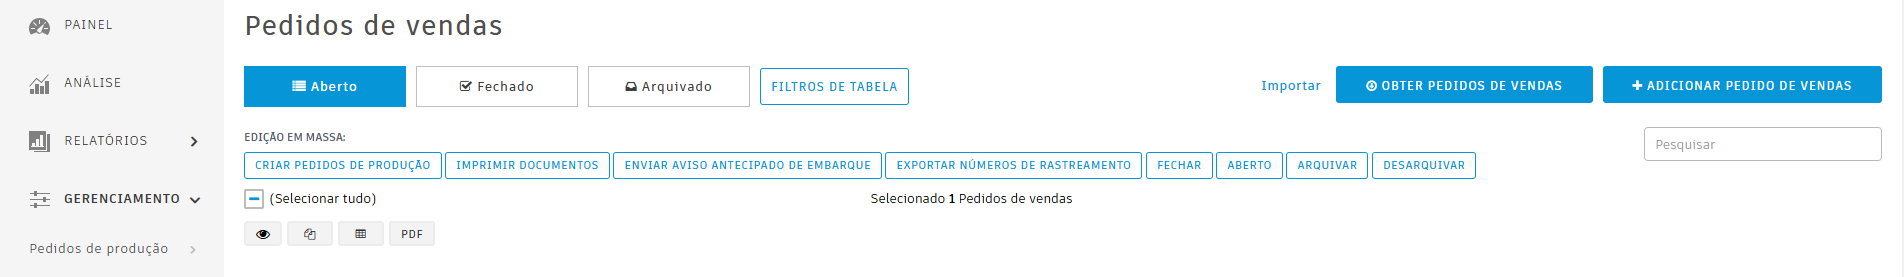 PAINEL
ANÁLISE
RELATÓRIOS
GERENCIAMENTO
Pedidos de produção
Pedidos de vendas
Aberto
Fechado
Arquivado
FILTROS DE TABELA
Importar
OBTER PEDIDOS DE VENDAS
ADICIONAR PEDIDO DE VENDAS
EDIÇÃO EM MASSA:
Pesquisar
CRIAR PEDIDOS DE PRODUÇÃO
IMPRIMIR DOCUMENTOS
ENVIAR AVISO ANTECIPADO DE EMBARQUE
EXPORTAR NÚMEROS DE RASTREAMENTO
FECHAR
ABERTO
ARQUIVAR
DESARQUIVAR
(Selecionar tudo)
Selecionado 1 Pedidos de vendas
PDF